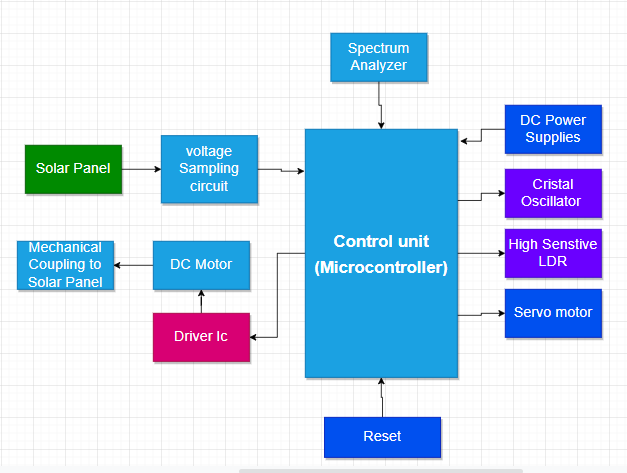 Spectrum
Analyzer
DC Power
Supplies
Solar Panel
voltage
Sampling
circuit
Cristal
Oscillator
Control unit
(Microcontroller)
High Senstive
LDR
Mechanical
Coupling to
Solar Panel
DC Motor
Servo motor
Driver Ic
Reset